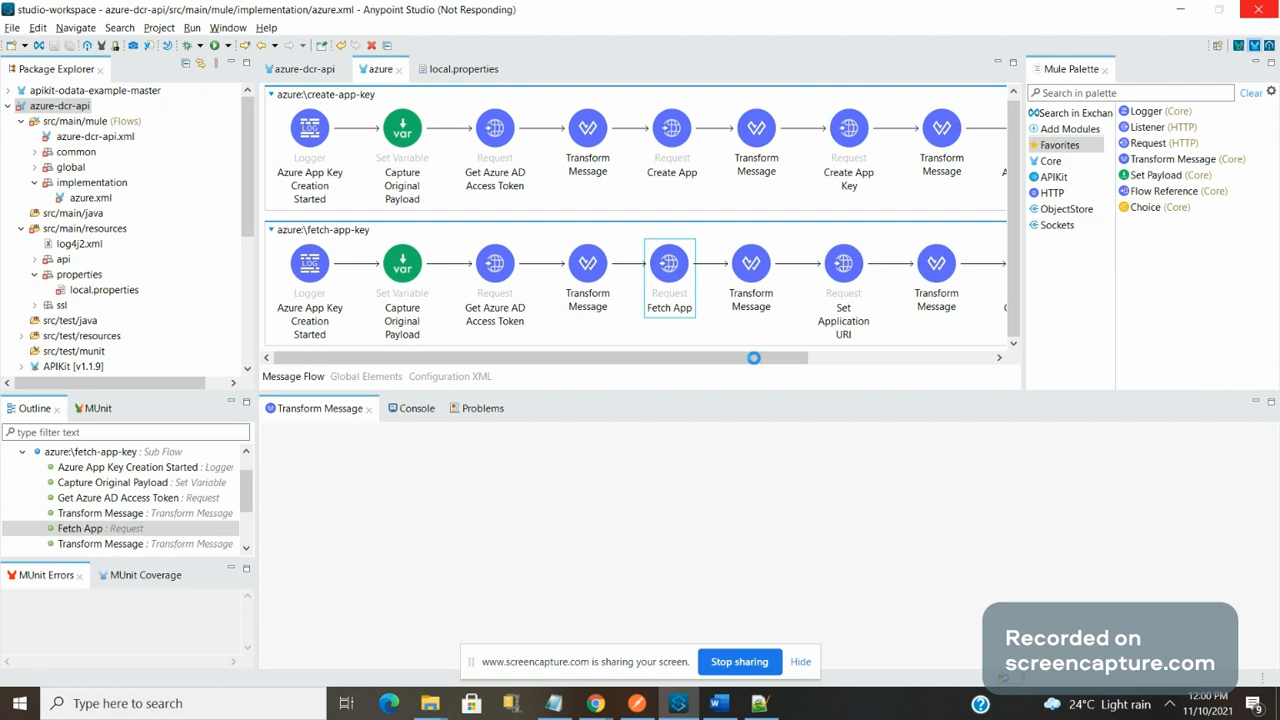 studio-workspace - azure-dcr-api/src/main/mule/implementation/azure.xml - Anypoint Studio (Not Responding)
File Edit Navigate Search Project Run Window Help
Package Explorer
apikit-odata-example-master
azure-dcr-api
src/main/mule (Flows)
azure-dcr-api.xml
common
global
implementation
azure.xml
src/main/java
src/main/resources
log4j2.xml
api
properties
local.properties
ssl
src/test/java
src/test/resources
src/test/munit
APIKit [v1.1.9]
azure-dcr-api azure local.properties
azure:\create-app-key
LOG
var
Logger
Azure App Key
Creation
Started
Set Variable
Capture
Original
Payload
Request
Get Azure AD
Access Token
Transform
Message
Request
Create App
Transform
Message
Request
Create App
Key
Transform
Message
azure:\fetch-app-key
LOG
var
Logger
Azure App Key
Creation
Started
Set Variable
Capture
Original
Payload
Request
Get Azure AD
Access Token
Transform
Message
Request
Fetch App
Transform
Message
Request
Set
Application
URI
Transform
Message
Message Flow Global Elements Configuration XML
Mule Palette
Search in palette
Clear
Search in Exchan
Add Modules
Favorites
Core
APIKit
HTTP
ObjectStore
Sockets
Logger (Core)
Listener (HTTP)
Request (HTTP)
Transform Message (Core)
Set Payload (Core)
Flow Reference (Core)
Choice (Core)
Outline MUnit
type filter text
azure:\fetch-app-key : Sub Flow
Azure App Key Creation Started : Logger
Capture Original Payload : Set Variable
Get Azure AD Access Token : Request
Transform Message : Transform Message
Fetch App : Request
Transform Message : Transform Message
MUnit Errors MUnit Coverage
Transform Message Console Problems
www.screencapture.com is sharing your screen. Stop sharing Hide
Recorded on
screencapture.com
Type here to search
24°C Light rain
12:00 PM
11/10/2021